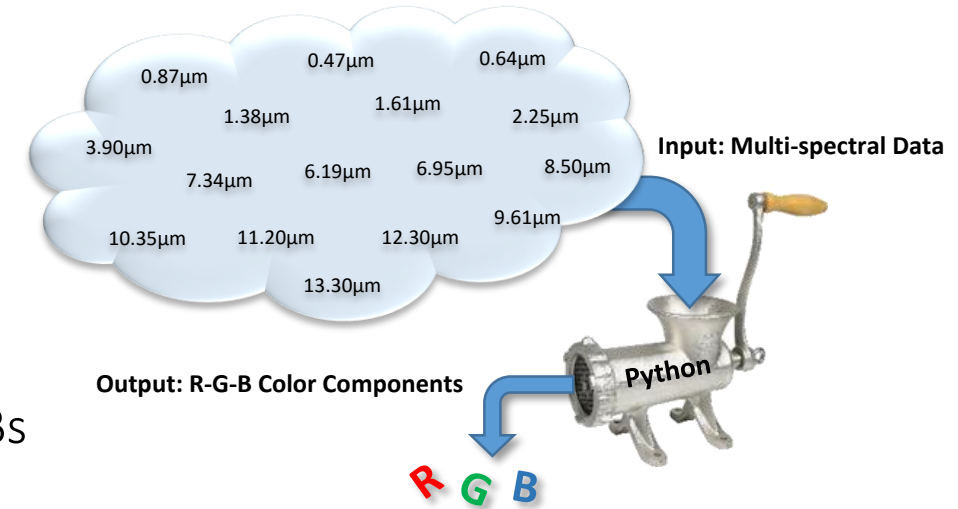 0.87µm 0.47µm 0.64µm
1.38µm 1.61µm 2.25µm
3.90µm 7.34µm 6.19µm 6.95µm 8.50µm
9.61µm
10.35µm 11.20µm 12.30µm
13.30µm
Input: Multi-spectral Data
Python
Output: R-G-B Color Components
Bs
R G B